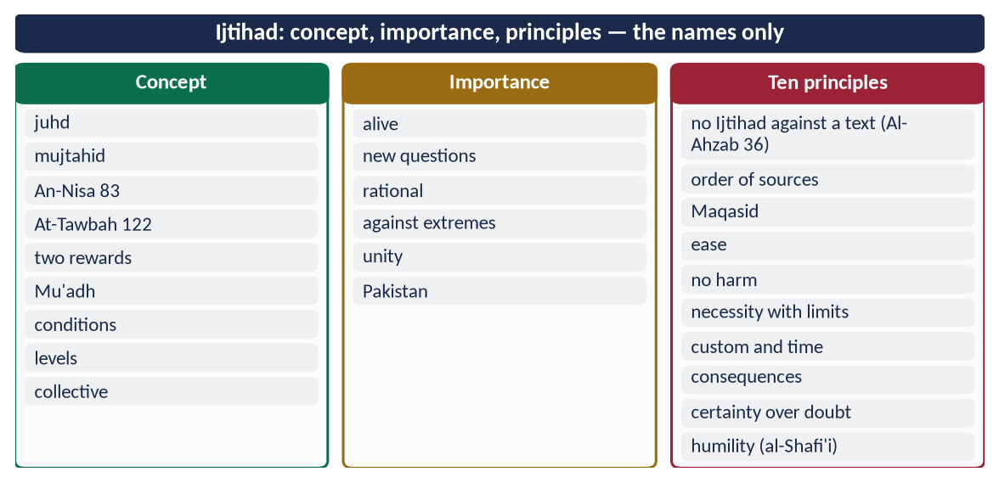 Ijtihad: concept, importance, principles — the names only
Concept
juhd
mujtahid
An-Nisa 83
At-Tawbah 122
two rewards
Mu'adh
conditions
levels
collective
Importance
alive
new questions
rational
against extremes
unity
Pakistan
Ten principles
no Ijtihad against a text (Al-
Ahzab 36)
order of sources
Maqasid
ease
no harm
necessity with limits
custom and time
consequences
certainty over doubt
humility (al-Shafi'i)